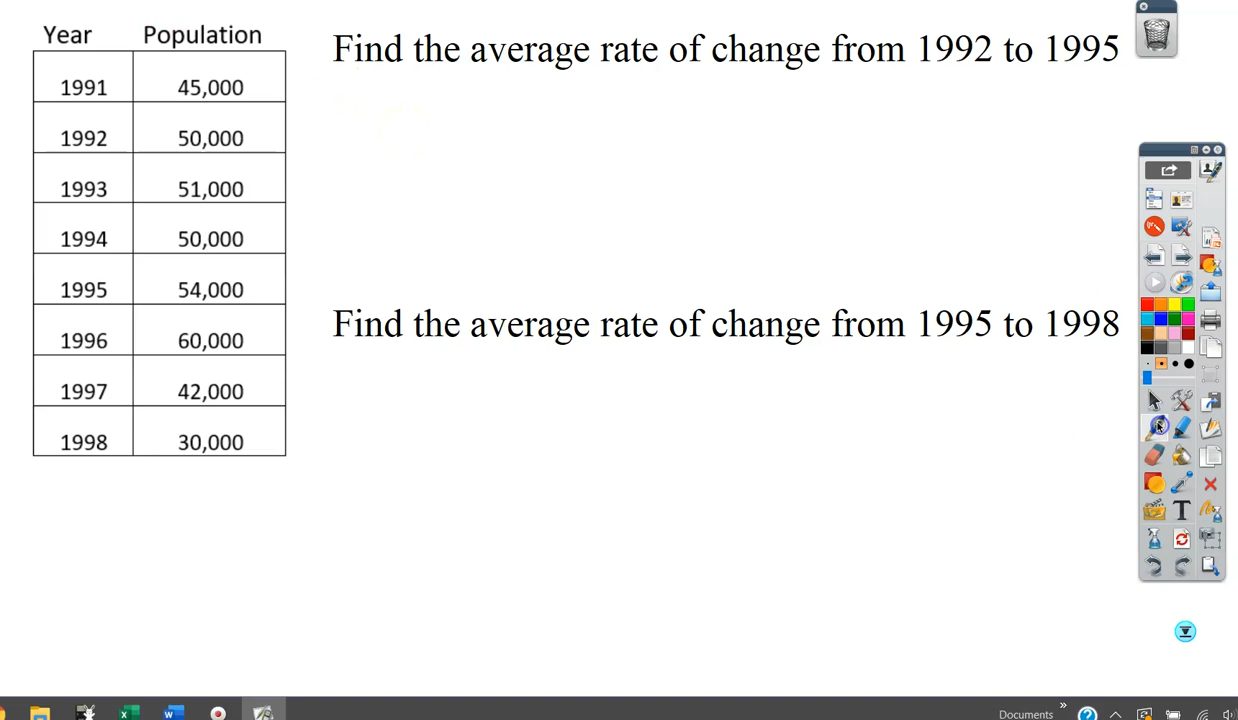 Year Population
1991 45,000
1992 50,000
1993 51,000
1994 50,000
1995 54,000
1996 60,000
1997 42,000
1998 30,000
Find the average rate of change from 1992 to 1995
Find the average rate of change from 1995 to 1998
Documents